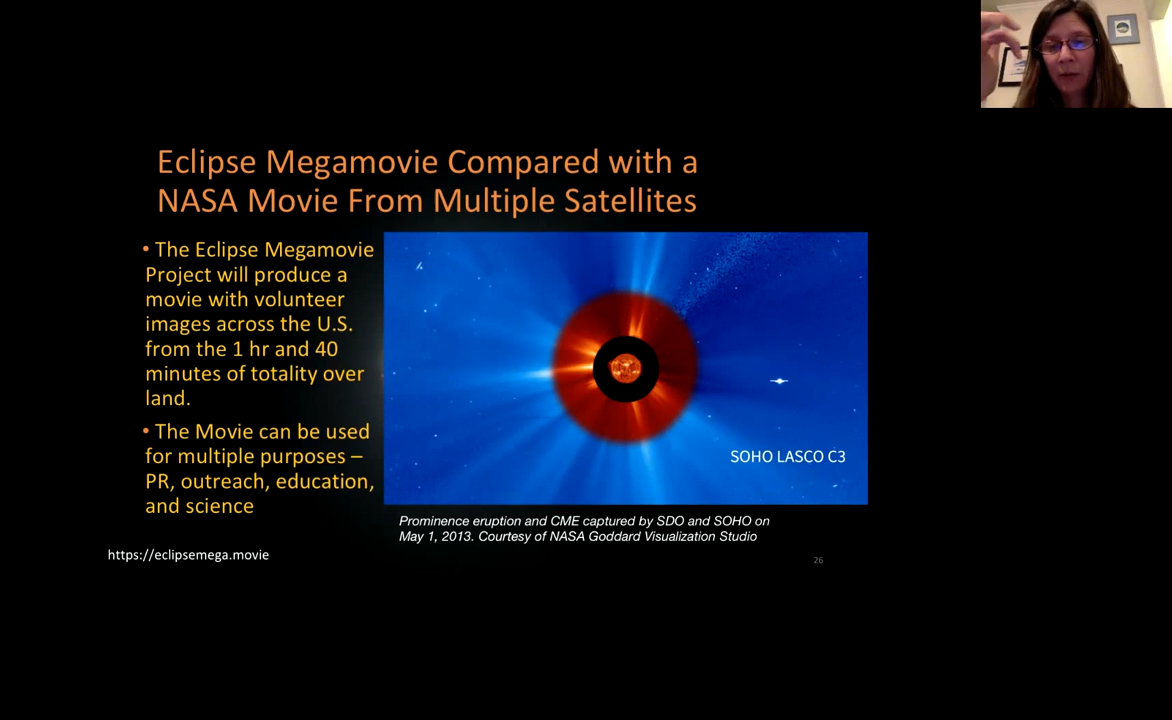 Eclipse Megamovie Compared with a
NASA Movie From Multiple Satellites
• The Eclipse Megamovie
Project will produce a
movie with volunteer
images across the U.S.
from the 1 hr and 40
minutes of totality over
land.
• The Movie can be used
for multiple purposes –
PR, outreach, education,
and science
SOHO LASCO C3
Prominence eruption and CME captured by SDO and SOHO on
May 1, 2013. Courtesy of NASA Goddard Visualization Studio
https://eclipsemega.movie
26